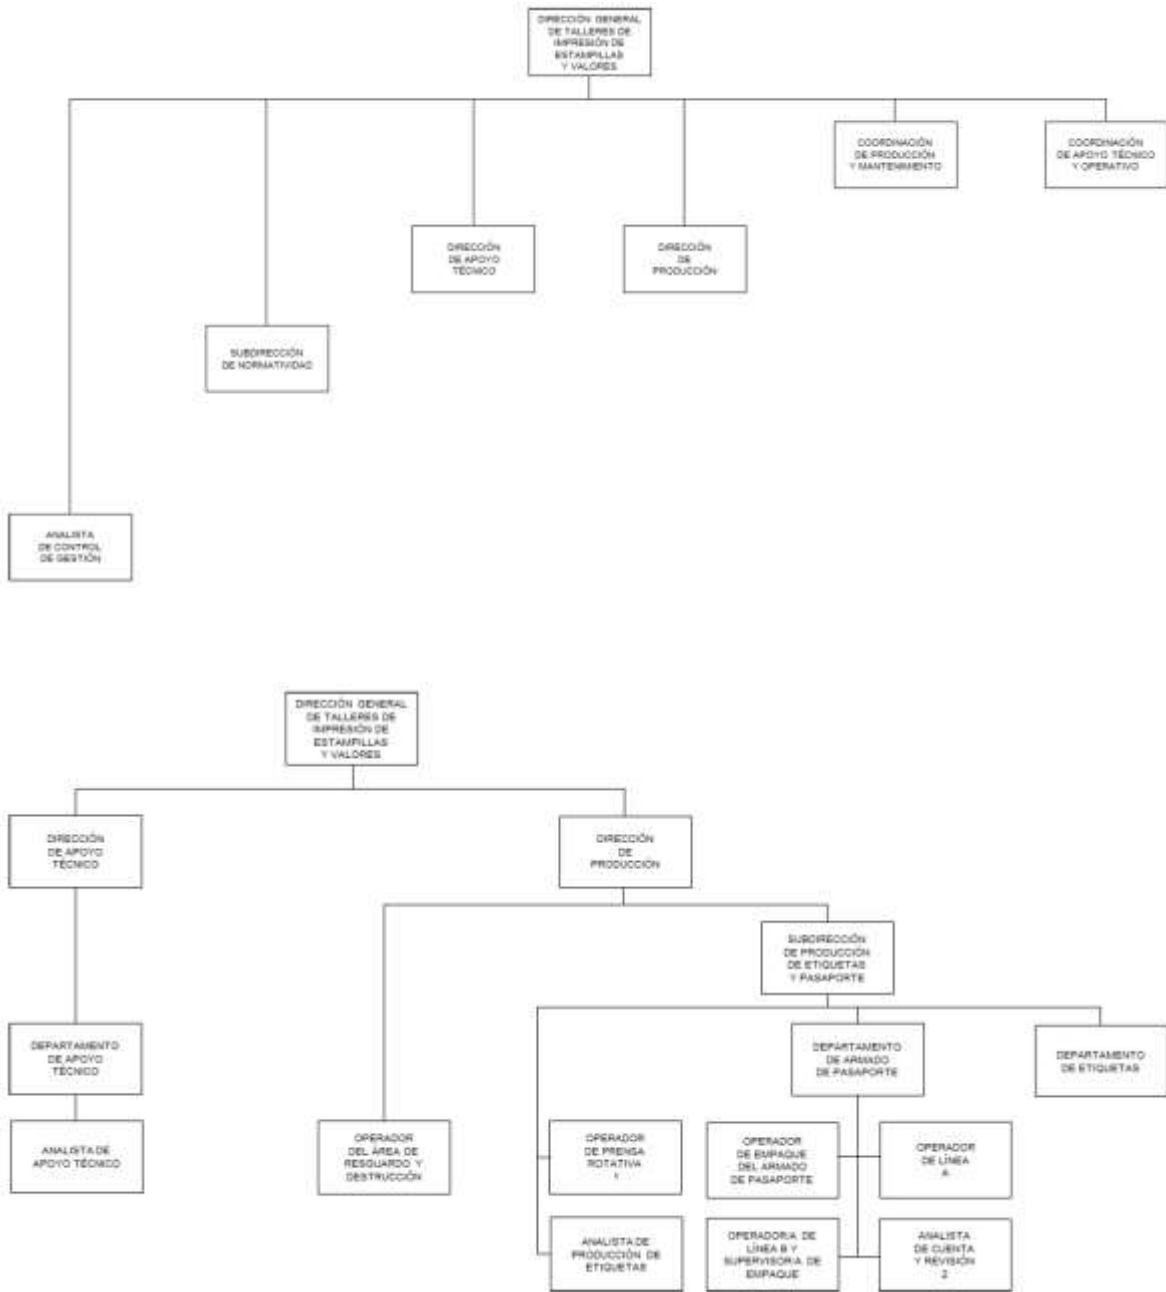 DIRECCIÓN GENERAL
DE TALLERES DE
IMPRESIÓN DE
ESTAMPILLAS
Y VALORES
COORDINACIÓN
DE PRODUCCIÓN
Y MANTENIMIENTO
COORDINACIÓN
DE APOYO TÉCNICO
Y OPERATIVO
DIRECCIÓN
DE APOYO
TÉCNICO
DIRECCIÓN
DE
PRODUCCIÓN
SUBDIRECCIÓN
DE NORMATIVIDAD
ANALISTA
DE CONTROL
DE GESTIÓN
DIRECCIÓN GENERAL
DE TALLERES DE
IMPRESIÓN DE
ESTAMPILLAS
Y VALORES
DIRECCIÓN
DE APOYO
TÉCNICO
DIRECCIÓN
DE
PRODUCCIÓN
SUBDIRECCIÓN
DE PRODUCCIÓN
DE ETIQUETAS
Y PASAPORTE
DEPARTAMENTO
DE APOYO
TÉCNICO
DEPARTAMENTO
DE ARMADO
DE PASAPORTE
DEPARTAMENTO
DE ETIQUETAS
ANALISTA DE
APOYO TÉCNICO
OPERADOR
DEL ÁREA DE
RESGUARDO Y
DESTRUCCIÓN
OPERADOR
DE PRENSA
ROTATIVA
1
OPERADOR
DE EMPAQUE
DEL ARMADO
DE PASAPORTE
OPERADOR
DE LÍNEA
A
ANALISTA DE
PRODUCCIÓN DE
ETIQUETAS
OPERADOR/A DE
LÍNEA B Y
SUPERVISOR/A DE
EMPAQUE
ANALISTA
DE CUENTA
Y REVISIÓN
2